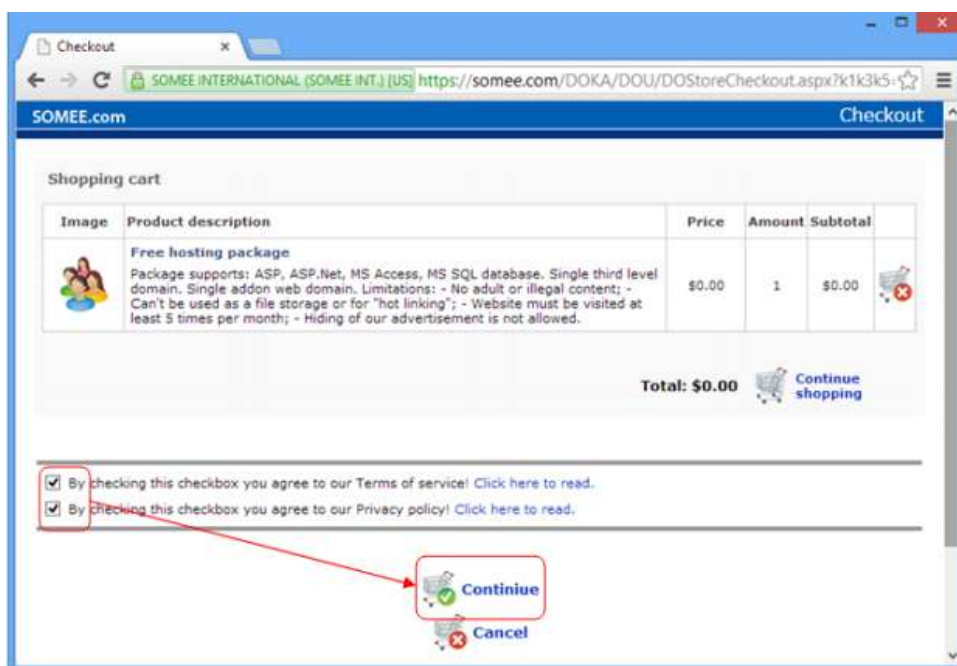 Checkout
SOMEE INTERNATIONAL (SOMEE INT.) [US] https://somee.com/DOKA/DOU/DOStoreCheckout.aspx?k1k3k5
SOMEE.com Checkout
Shopping cart
Image Product description Price Amount Subtotal
Free hosting package
Package supports: ASP, ASP.Net, MS Access, MS SQL database. Single third level
domain. Single addon web domain. Limitations: - No adult or illegal content; -
Can't be used as a file storage or for "hot linking"; - Website must be visited at
least 5 times per month; - Hiding of our advertisement is not allowed.
$0.00 1 $0.00
Total: $0.00 Continue
shopping
By checking this checkbox you agree to our Terms of service! Click here to read.
By checking this checkbox you agree to our Privacy policy! Click here to read.
Continiue
Cancel